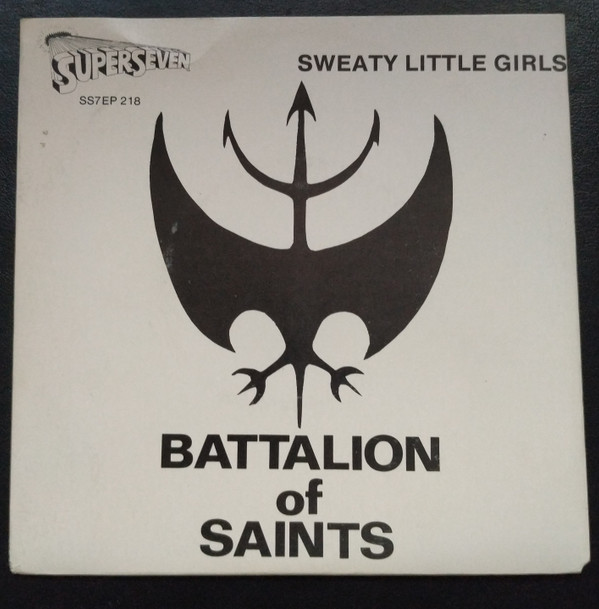 SUPERSEVEN
SS7EP 218
SWEATY LITTLE GIRLS
BATTALION
of
SAINTS